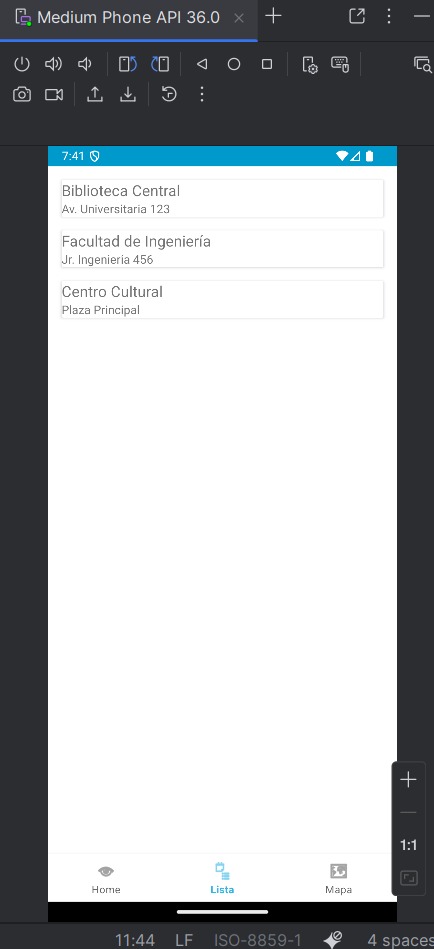 Medium Phone API 36.0
7:41
Biblioteca Central
Av. Universitaria 123
Facultad de Ingeniería
Jr. Ingenieria 456
Centro Cultural
Plaza Principal
1:1
Home
Lista
Mapa
11:44 LF ISO-8859-1 4 spaces